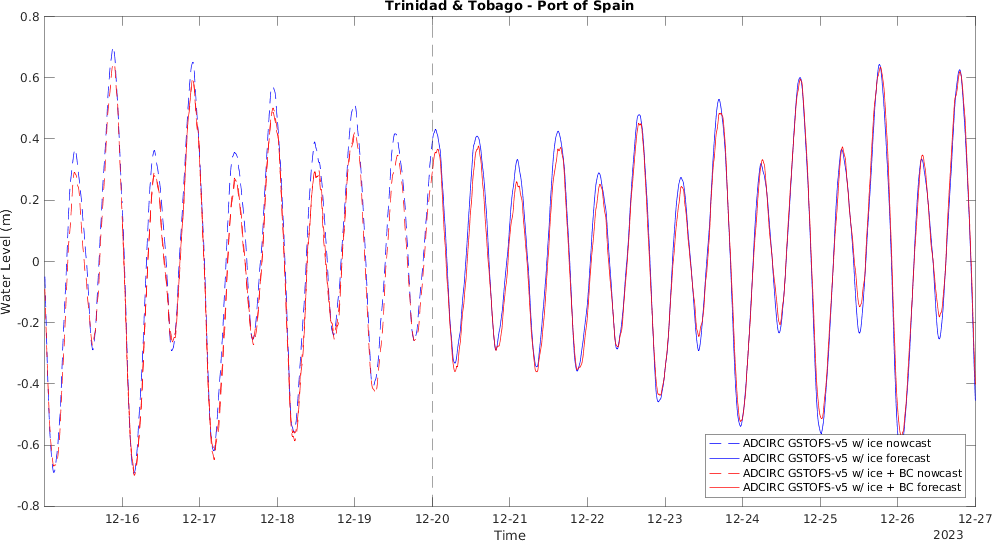 Trinidad & Tobago - Port of Spain
Water Level (m)
0.8
0.6
0.4
0.2
0
-0.2
-0.4
-0.6
-0.8
ADCIRC GSTOFS-v5 w/ ice nowcast
ADCIRC GSTOFS-v5 w/ ice forecast
ADCIRC GSTOFS-v5 w/ ice + BC nowcast
ADCIRC GSTOFS-v5 w/ ice + BC forecast
12-16 12-17 12-18 12-19 12-20 12-21 12-22 12-23 12-24 12-25 12-26 12-27
Time
2023